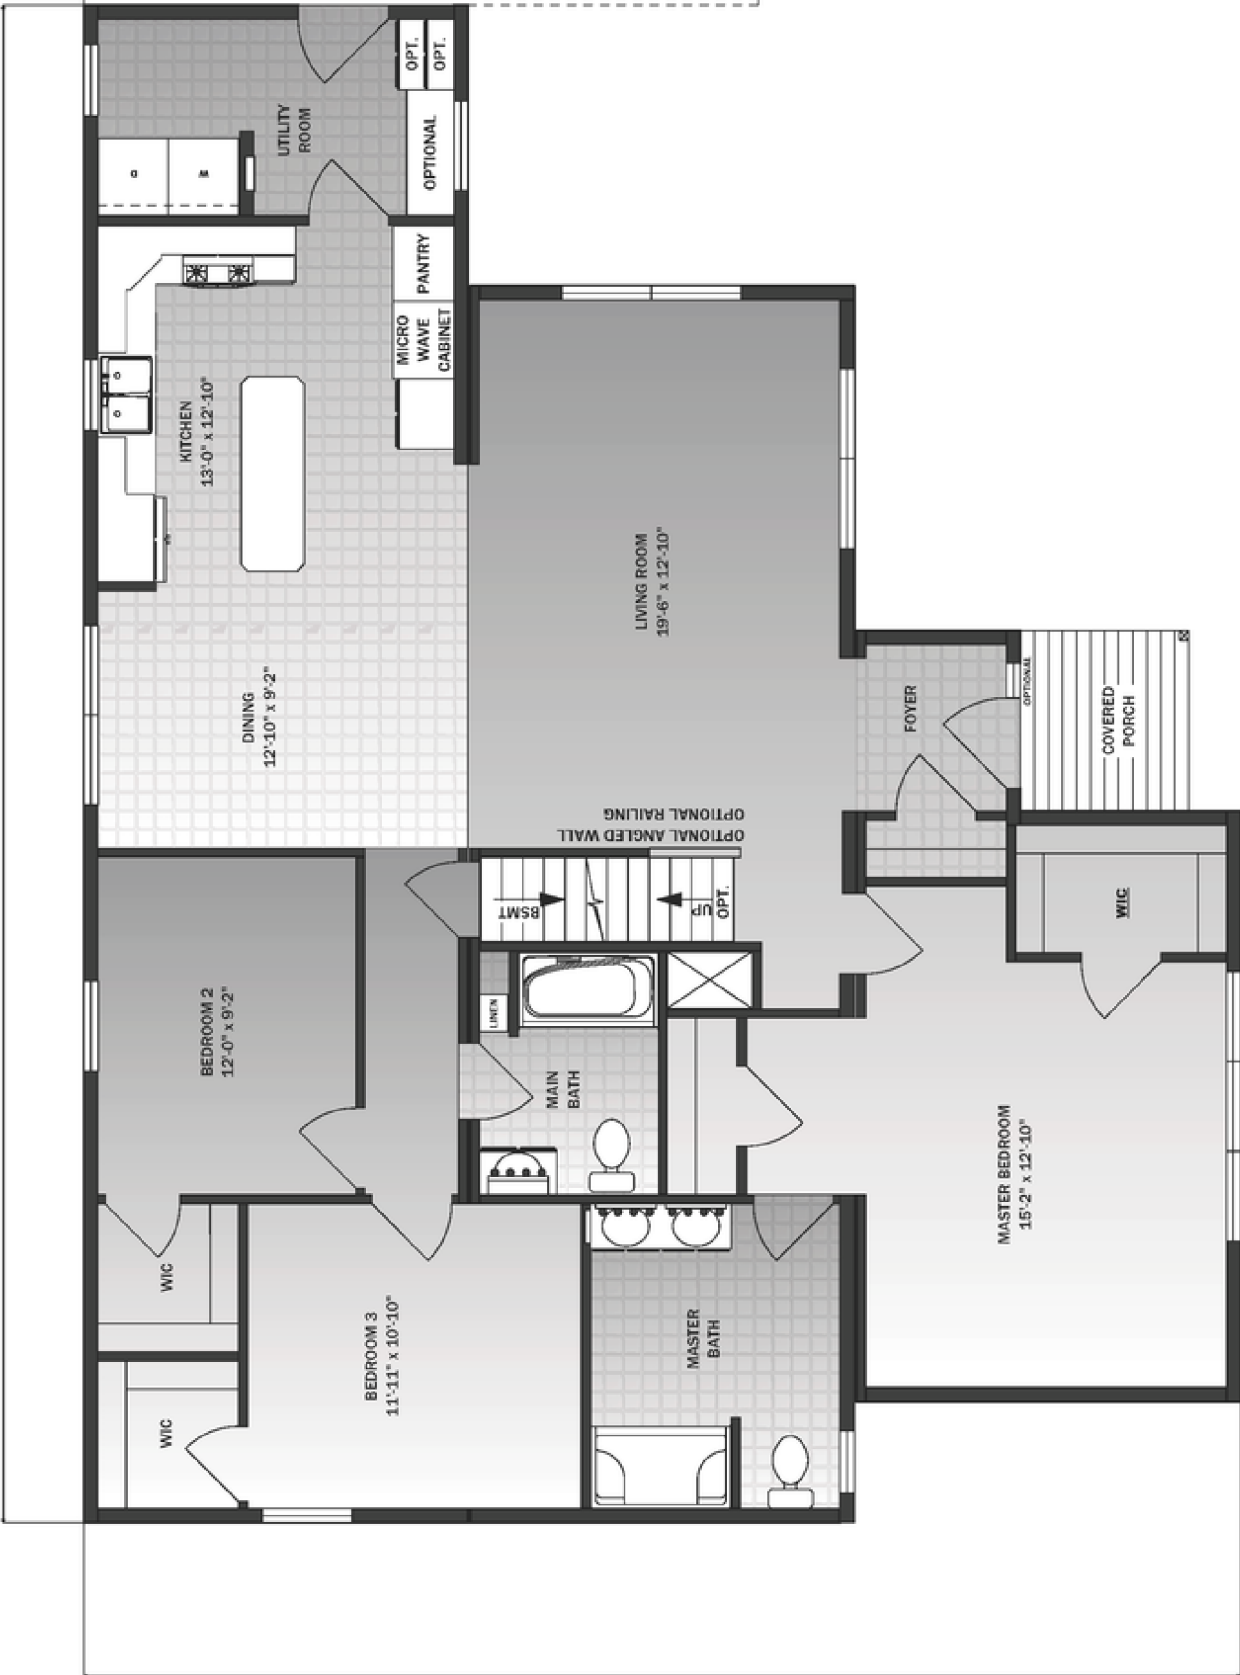 UTILITY
ROOM
OPT.
OPT.
OPTIONAL
D
W
PANTRY
MICRO
WAVE
CABINET
KITCHEN
13'-0" x 12'-10"
LIVING ROOM
19'-6" x 12'-10"
DINING
12'-10" x 9'-2"
FOYER
OPTIONAL
COVERED
PORCH
OPTIONAL RAILING
OPTIONAL ANGLED WALL
BSMT
UP
OPT.
WIC
LINEN
BEDROOM 2
12'-0" x 9'-2"
MAIN
BATH
MASTER BEDROOM
15'-2" x 12'-10"
WIC
BEDROOM 3
11'-11" x 10'-10"
MASTER
BATH
WIC